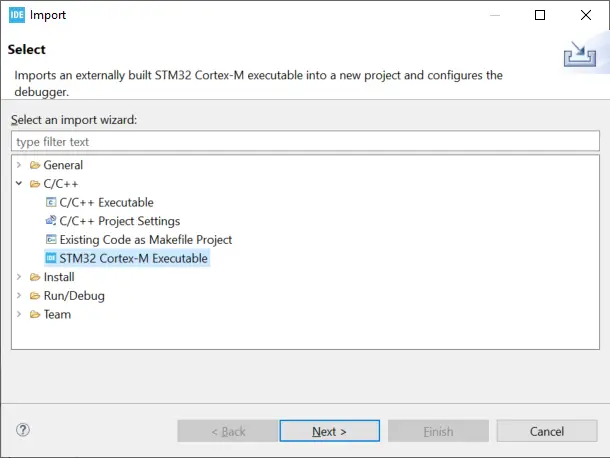 IDE Import
Select
Imports an externally built STM32 Cortex-M executable into a new project and configures the
debugger.
Select an import wizard:
type filter text
General
C/C++
C/C++ Executable
C/C++ Project Settings
Existing Code as Makefile Project
IDE STM32 Cortex-M Executable
Install
Run/Debug
Team
? < Back Next > Finish Cancel